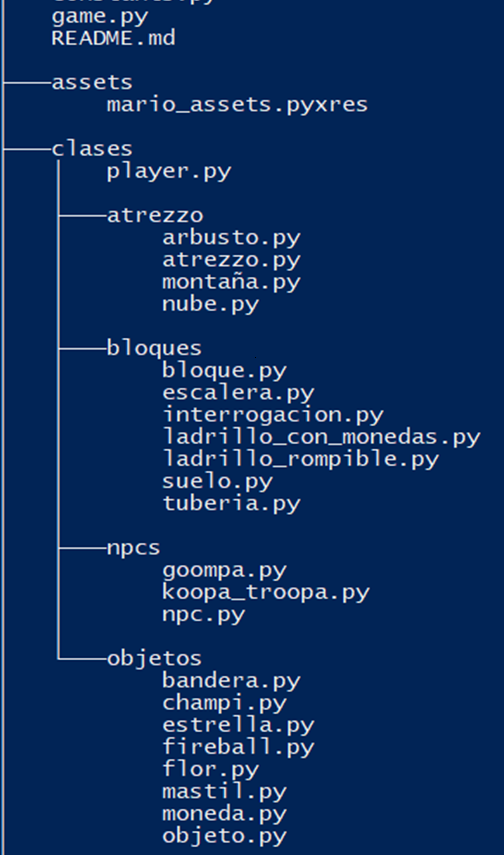 game.py
README.md
assets
mario_assets.pyxres
clases
player.py
atrezzo
arbusto.py
atrezzo.py
montaña.py
nube.py
bloques
bloque.py
escalera.py
interrogacion.py
ladrillo_con_monedas.py
ladrillo_rompible.py
suelo.py
tuberia.py
npcs
goompa.py
koopa_troopa.py
npc.py
objetos
bandera.py
champi.py
estrella.py
fireball.py
flor.py
mastil.py
moneda.py
objeto.py